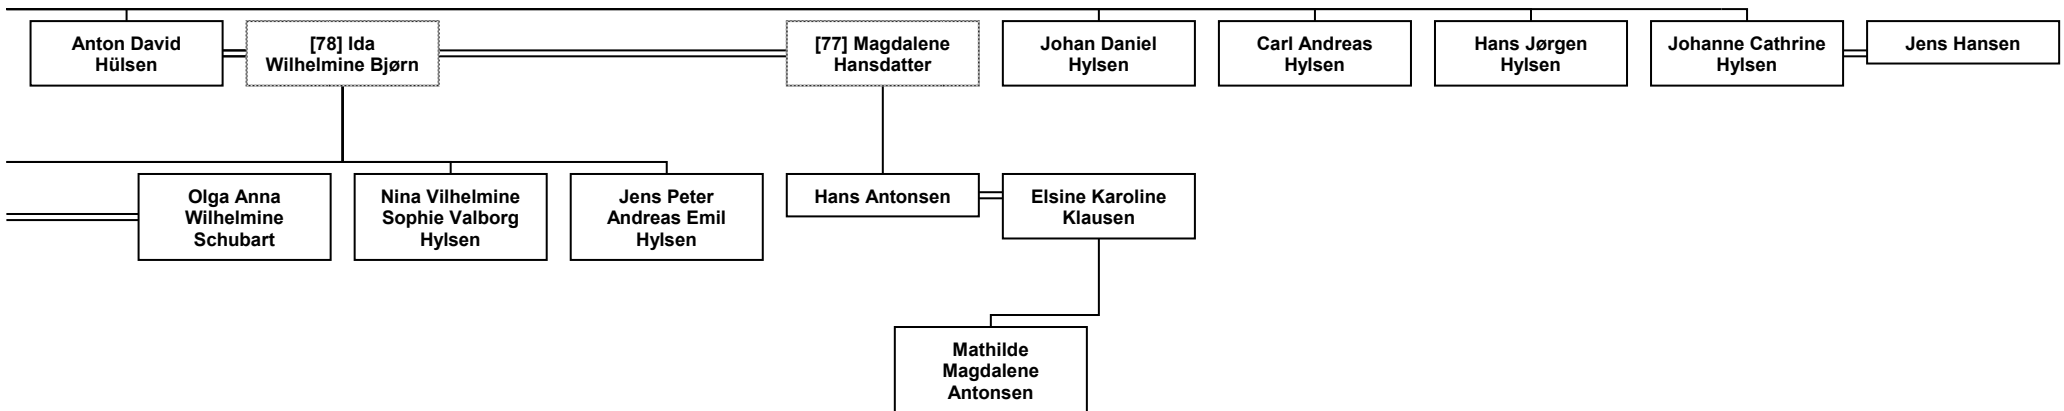 Anton David
Hülsen
[78] Ida
Wilhelmine Bjørn
[77] Magdalene
Hansdatter
Johan Daniel
Hylsen
Carl Andreas
Hylsen
Hans Jørgen
Hylsen
Johanne Cathrine
Hylsen
Jens Hansen
Olga Anna
Wilhelmine
Schubart
Nina Vilhelmine
Sophie Valborg
Hylsen
Jens Peter
Andreas Emil
Hylsen
Hans Antonsen
Elsine Karoline
Klausen
Mathilde
Magdalene
Antonsen